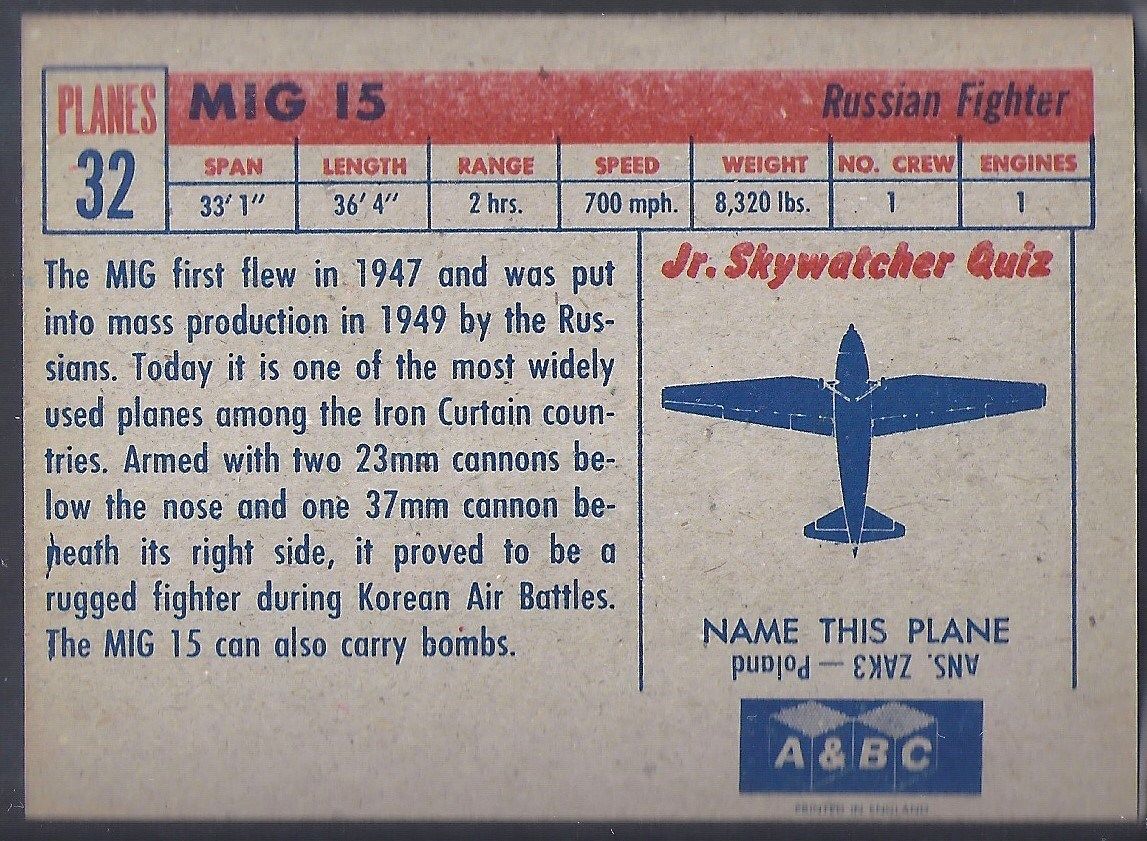 PLANES
32
MIG 15
Russian Fighter
SPAN LENGTH RANGE SPEED WEIGHT NO. CREW ENGINES
33' 1" 36' 4" 2 hrs. 700 mph. 8,320 lbs. 1 1
The MIG first flew in 1947 and was put
into mass production in 1949 by the Rus-
sians. Today it is one of the most widely
used planes among the Iron Curtain coun-
tries. Armed with two 23mm cannons be-
low the nose and one 37mm cannon be-
neath its right side, it proved to be a
rugged fighter during Korean Air Battles.
The MIG 15 can also carry bombs.
Jr. Skywatcher Quiz
NAME THIS PLANE
ANS. ZAK3 — Poland
A & B C
PRINTED IN ENGLAND